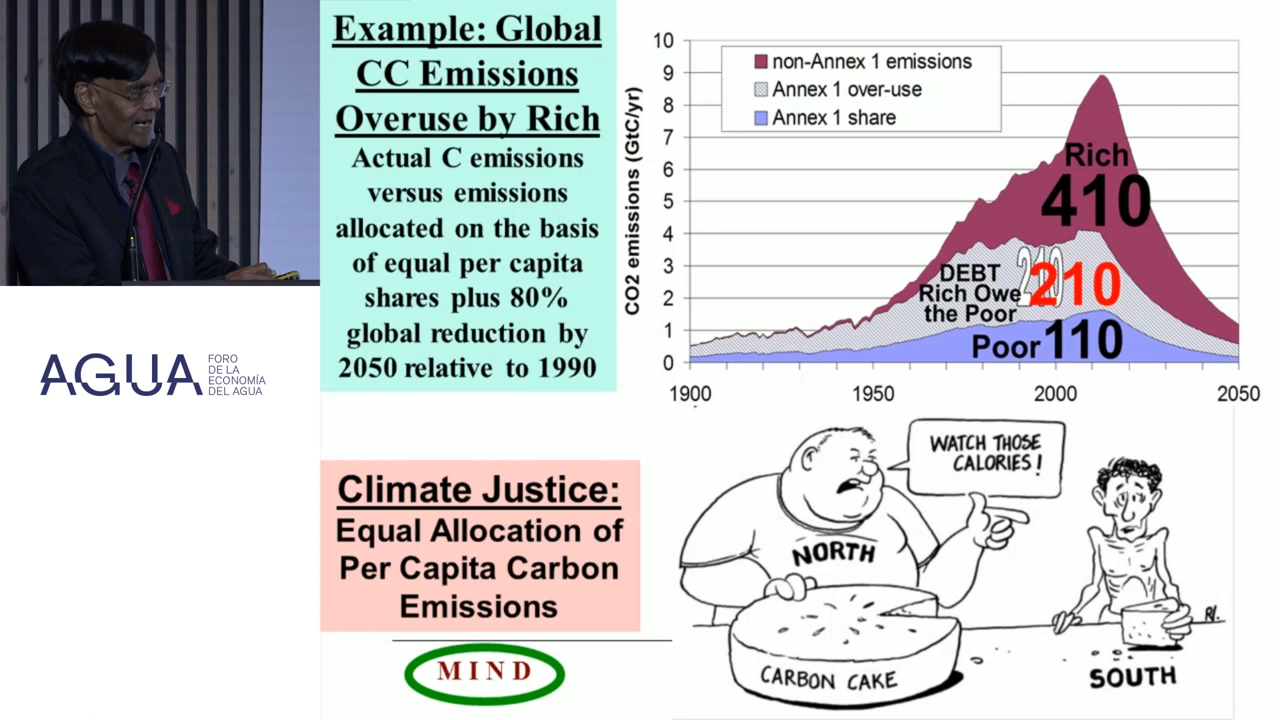 Example: Global
CC Emissions
Overuse by Rich
Actual C emissions
versus emissions
allocated on the basis
of equal per capita
shares plus 80%
global reduction by
2050 relative to 1990
CO2 emissions (GtC/yr)
10
9
8
7
6
5
4
3
2
1
0
1900
1950
2000
2050
non-Annex 1 emissions
Annex 1 over-use
Annex 1 share
Rich
410
DEBT
Rich Owe
the Poor
210
210
Poor 110
AGUA
FORO
DE LA
ECONOMÍA
DEL AGUA
Climate Justice:
Equal Allocation of
Per Capita Carbon
Emissions
MIND
WATCH THOSE
CALORIES!
NORTH
CARBON CAKE
SOUTH